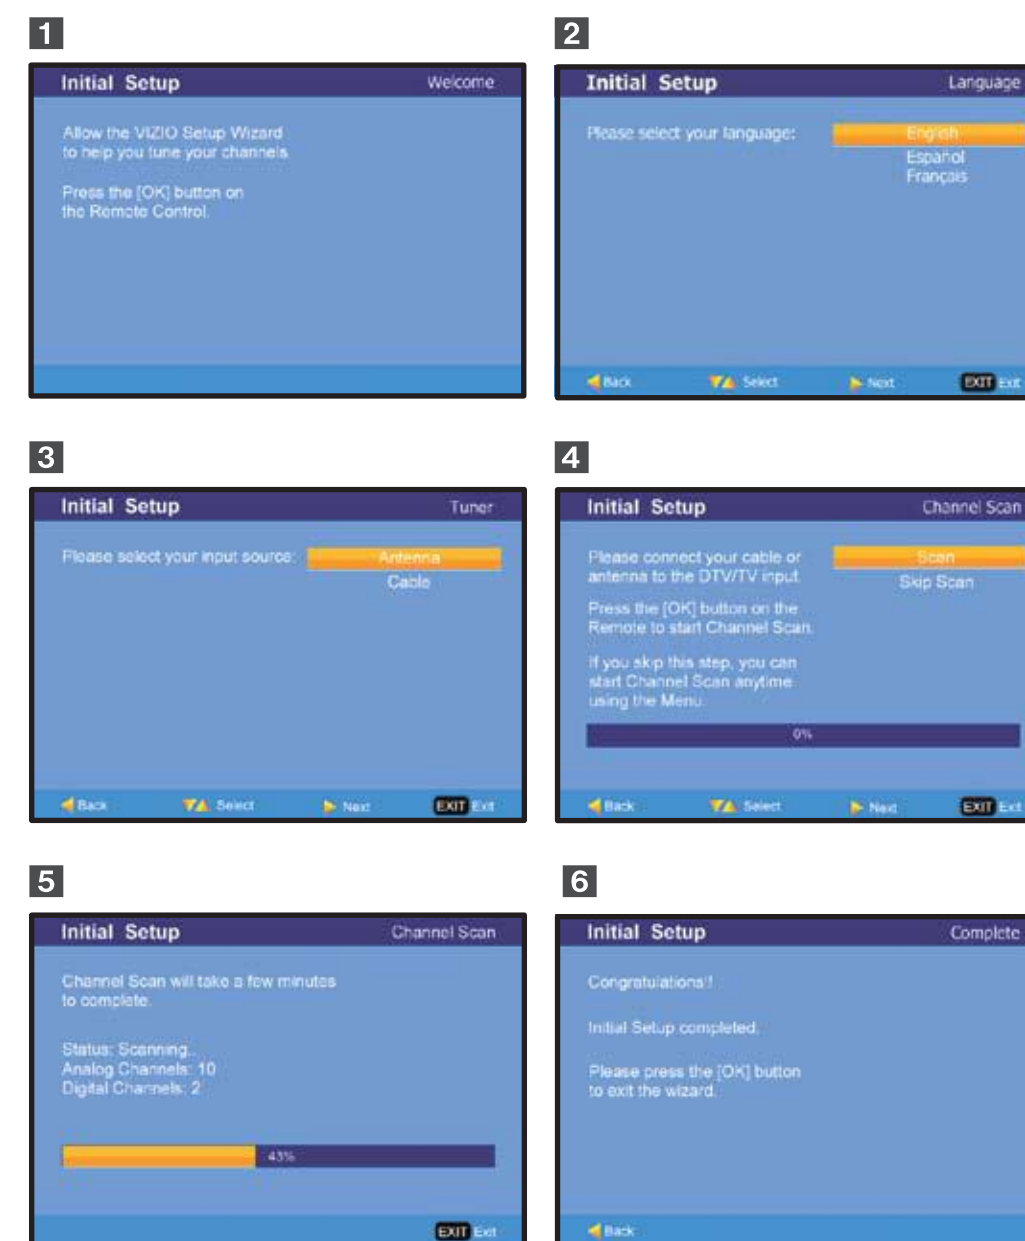 1
Initial Setup Welcome
Allow the VIZIO Setup Wizard
to help you tune your channels
Press the [OK] button on
the Remote Control.
2
Initial Setup Language
Please select your language: English
Español
Français
Back Select Next EXIT Exit
3
Initial Setup Tuner
Please select your input source: Antenna
Cable
Back Select Next EXIT Exit
4
Initial Setup Channel Scan
Please connect your cable or Scan
antenna to the DTV/TV input. Skip Scan
Press the [OK] button on the
Remote to start Channel Scan.
If you skip this step, you can
start Channel Scan anytime
using the Menu.
0%
Back Select Next EXIT Exit
5
Initial Setup Channel Scan
Channel Scan will take a few minutes
to complete.
Status: Scanning..
Analog Channels: 10
Digital Channels: 2
43%
EXIT Exit
6
Initial Setup Complete
Congratulations!!
Initial Setup completed.
Please press the [OK] button
to exit the wizard.
Back